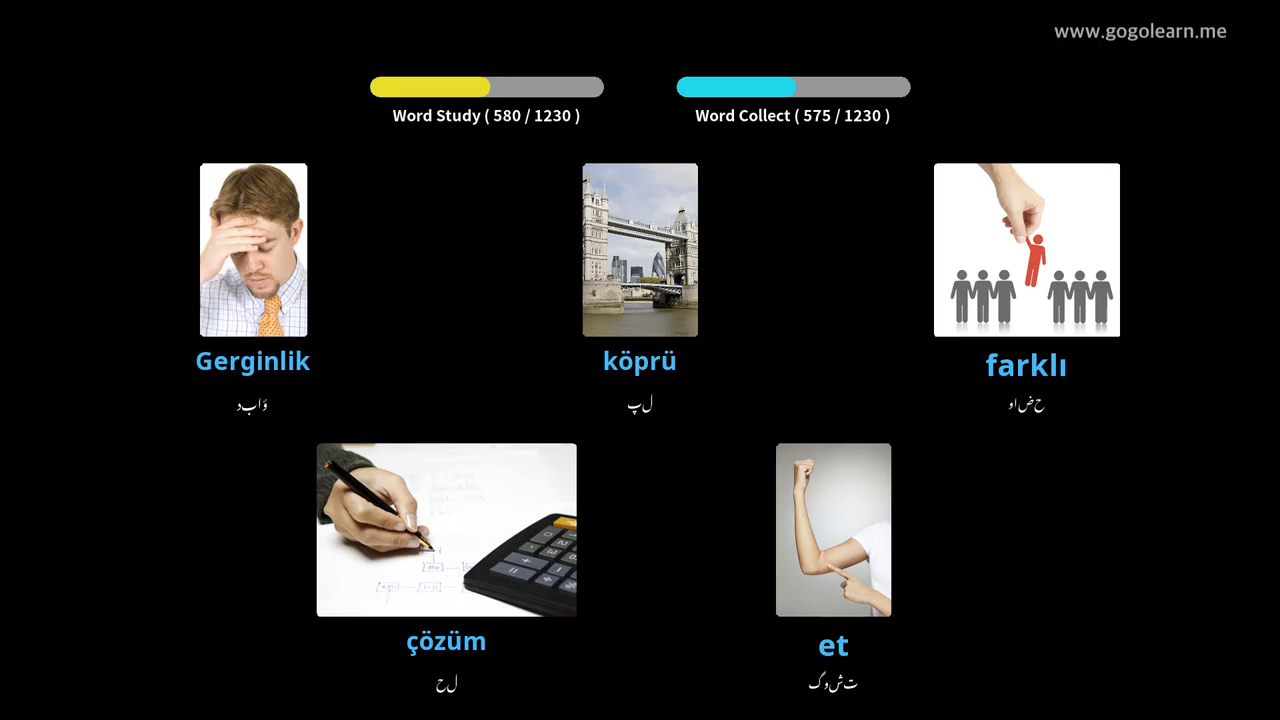 www.gogolearn.me
Word Study ( 580 / 1230 )
Word Collect ( 575 / 1230 )
Gerginlik
köprü
farklı
دباؤ
پل
واضح
çözüm
et
حل
گوشت